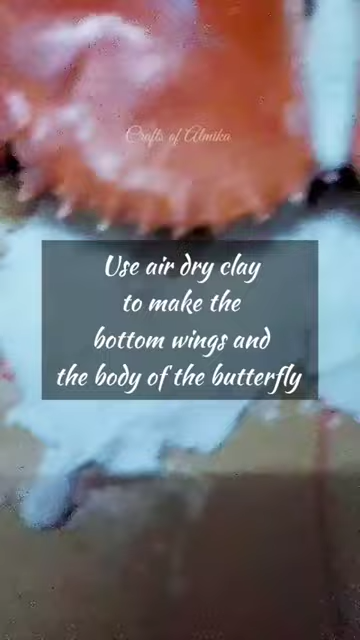 Crafts of Almika
Use air dry clay
to make the
bottom wings and
the body of the butterfly